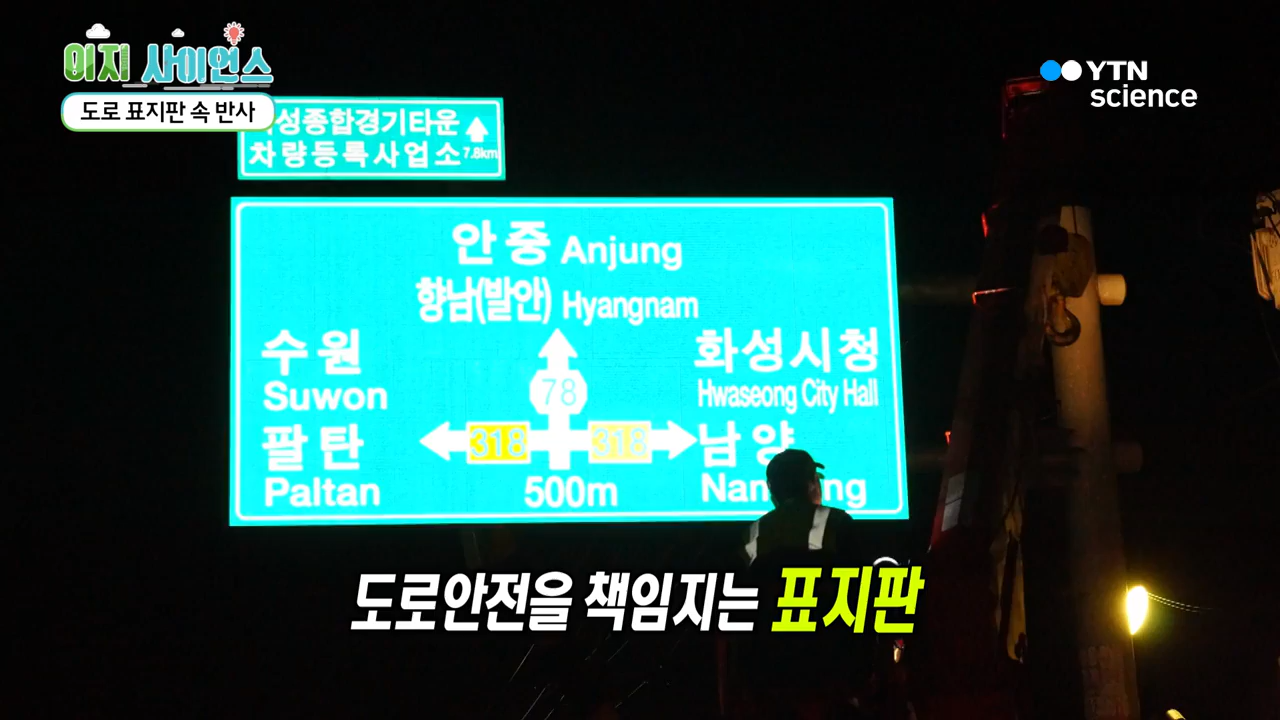 이지 사이언스
도로 표지판 속 반사
YTN
science
성종합경기타운
차량등록사업소 7.8km
안중 Anjung
향남(발안) Hyangnam
수원
Suwon
화성시청
Hwaseong City Hall
78
팔탄
Paltan
318
318
남양
500m
도로안전을 책임지는 표지판